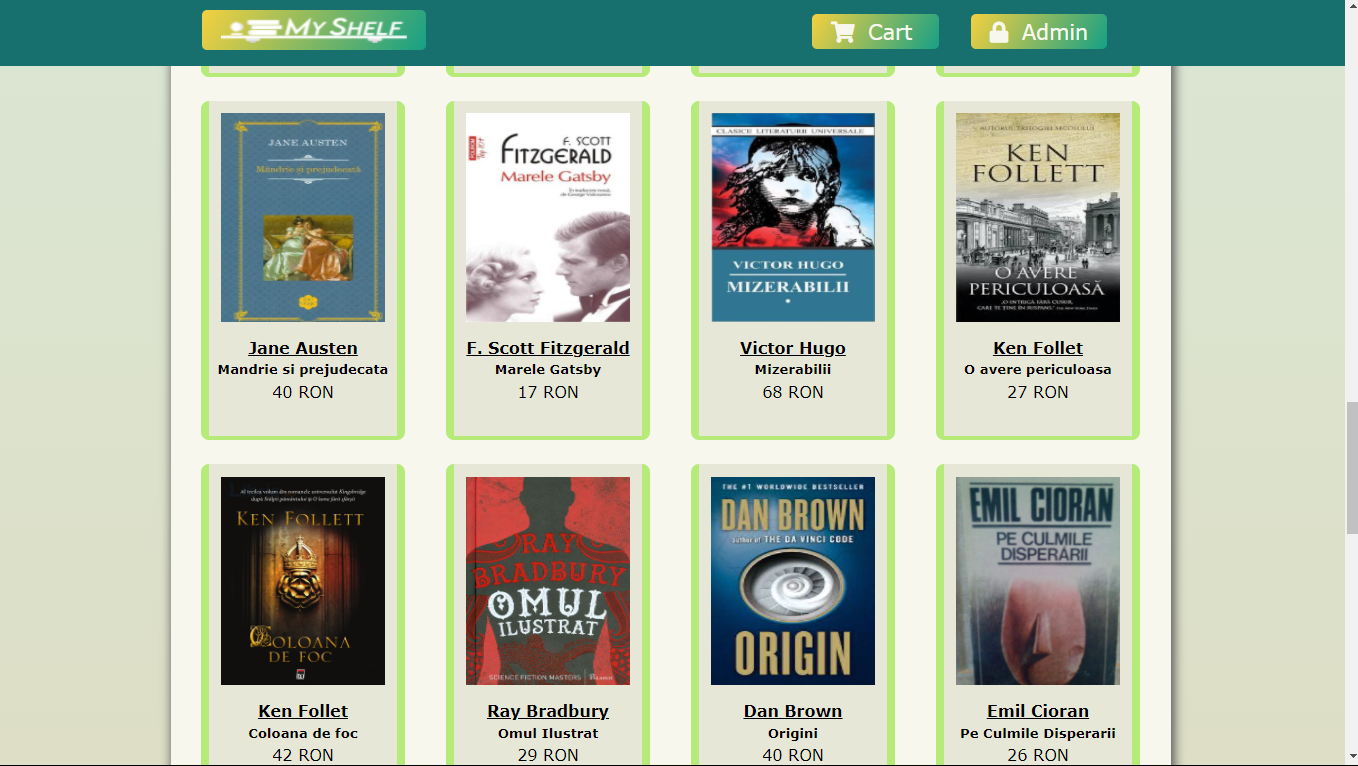 MY SHELF
Cart
Admin
JANE AUSTEN
Mândrie și prejudecată
F. SCOTT
FITZGERALD
Marele Gatsby
CLASICII LITERATURII UNIVERSALE
VICTOR HUGO
MIZERABILII
KEN
FOLLETT
O AVERE
PERICULOASĂ
Jane Austen
Mandrie si prejudecata
40 RON
F. Scott Fitzgerald
Marele Gatsby
17 RON
Victor Hugo
Mizerabilii
68 RON
Ken Follet
O avere periculoasa
27 RON
KEN FOLLETT
COLOANA
DE FOC
RAY
BRADBURY
OMUL
ILUSTRAT
SCIENCE FICTION MASTERS
THE #1 WORLDWIDE BESTSELLER
DAN BROWN
author of THE DA VINCI CODE
ORIGIN
EMIL CIORAN
PE CULMILE
DISPERĂRII
Ken Follet
Coloana de foc
42 RON
Ray Bradbury
Omul Ilustrat
29 RON
Dan Brown
Origini
40 RON
Emil Cioran
Pe Culmile Disperarii
26 RON